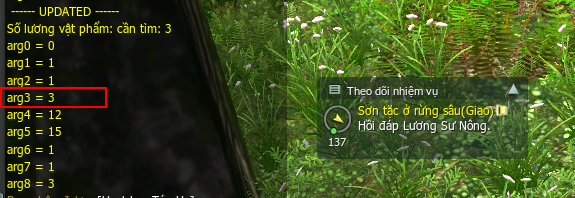 ------ UPDATED ------
Số lương vật phẩm: cần tìm: 3
arg0 = 0
arg1 = 1
arg2 = 1
arg3 = 3
arg4 = 12
arg5 = 15
arg6 = 1
arg7 = 1
arg8 = 3
Theo dõi nhiệm vụ
Sơn tặc ở rừng sâu(Giao)
Hồi đáp Lương Sư Nông.
137